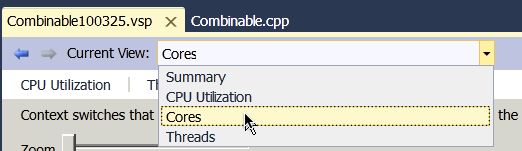 Combinable100325.vsp Combinable.cpp
Current View: Cores
Summary
CPU Utilization
Cores
Threads
CPU Utilization
Context switches that the
Zoom